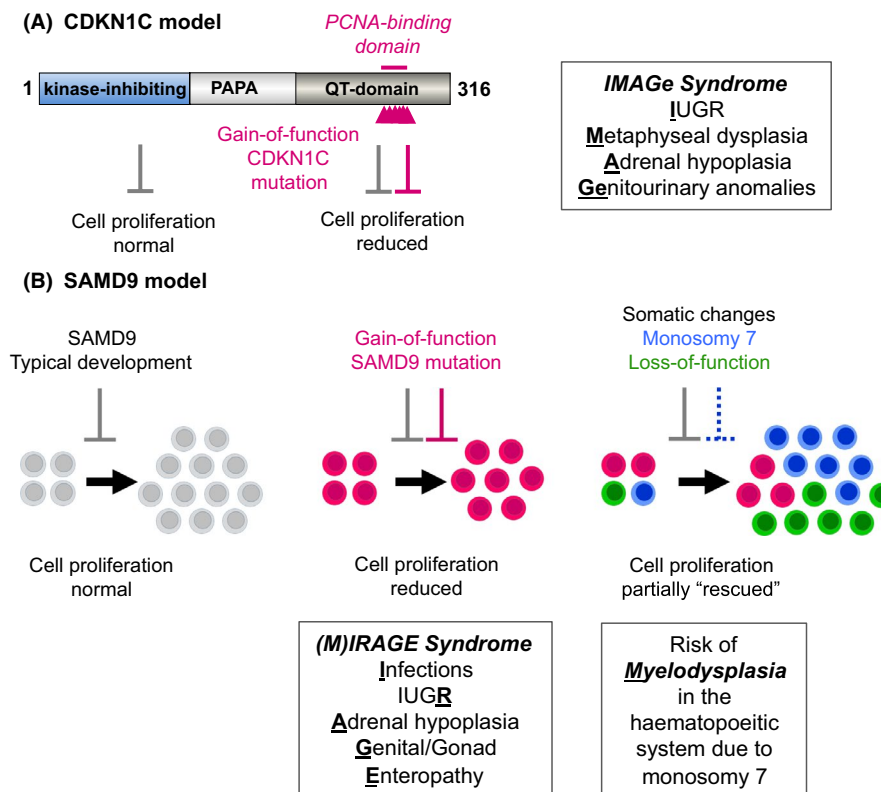 (A) CDKN1C model
PCNA-binding
domain
1 kinase-inhibiting PAPA QT-domain 316
Gain-of-function
CDKN1C
mutation
Cell proliferation
normal
Cell proliferation
reduced
IMAGe Syndrome
IUGR
Metaphyseal dysplasia
Adrenal hypoplasia
Genitourinary anomalies
(B) SAMD9 model
SAMD9
Typical development
Cell proliferation
normal
Gain-of-function
SAMD9 mutation
Cell proliferation
reduced
Somatic changes
Monosomy 7
Loss-of-function
Cell proliferation
partially “rescued”
(M)IRAGE Syndrome
Infections
IUGR
Adrenal hypoplasia
Genital/Gonad
Enteropathy
Risk of
Myelodysplasia
in the
haematopoeitic
system due to
monosomy 7